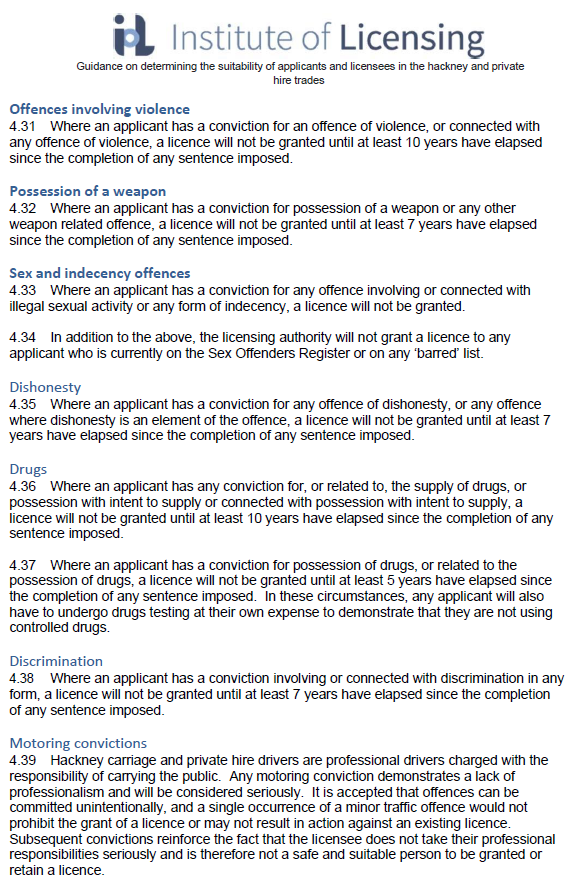 ioL Institute of Licensing
Guidance on determining the suitability of applicants and licensees in the hackney and private
hire trades
Offences involving violence
4.31 Where an applicant has a conviction for an offence of violence, or connected with
any offence of violence, a licence will not be granted until at least 10 years have elapsed
since the completion of any sentence imposed.
Possession of a weapon
4.32 Where an applicant has a conviction for possession of a weapon or any other
weapon related offence, a licence will not be granted until at least 7 years have elapsed
since the completion of any sentence imposed.
Sex and indecency offences
4.33 Where an applicant has a conviction for any offence involving or connected with
illegal sexual activity or any form of indecency, a licence will not be granted.
4.34 In addition to the above, the licensing authority will not grant a licence to any
applicant who is currently on the Sex Offenders Register or on any ‘barred’ list.
Dishonesty
4.35 Where an applicant has a conviction for any offence of dishonesty, or any offence
where dishonesty is an element of the offence, a licence will not be granted until at least 7
years have elapsed since the completion of any sentence imposed.
Drugs
4.36 Where an applicant has any conviction for, or related to, the supply of drugs, or
possession with intent to supply or connected with possession with intent to supply, a
licence will not be granted until at least 10 years have elapsed since the completion of any
sentence imposed.
4.37 Where an applicant has a conviction for possession of drugs, or related to the
possession of drugs, a licence will not be granted until at least 5 years have elapsed since
the completion of any sentence imposed. In these circumstances, any applicant will also
have to undergo drugs testing at their own expense to demonstrate that they are not using
controlled drugs.
Discrimination
4.38 Where an applicant has a conviction involving or connected with discrimination in any
form, a licence will not be granted until at least 7 years have elapsed since the completion
of any sentence imposed.
Motoring convictions
4.39 Hackney carriage and private hire drivers are professional drivers charged with the
responsibility of carrying the public. Any motoring conviction demonstrates a lack of
professionalism and will be considered seriously. It is accepted that offences can be
committed unintentionally, and a single occurrence of a minor traffic offence would not
prohibit the grant of a licence or may not result in action against an existing licence.
Subsequent convictions reinforce the fact that the licensee does not take their professional
responsibilities seriously and is therefore not a safe and suitable person to be granted or
retain a licence.